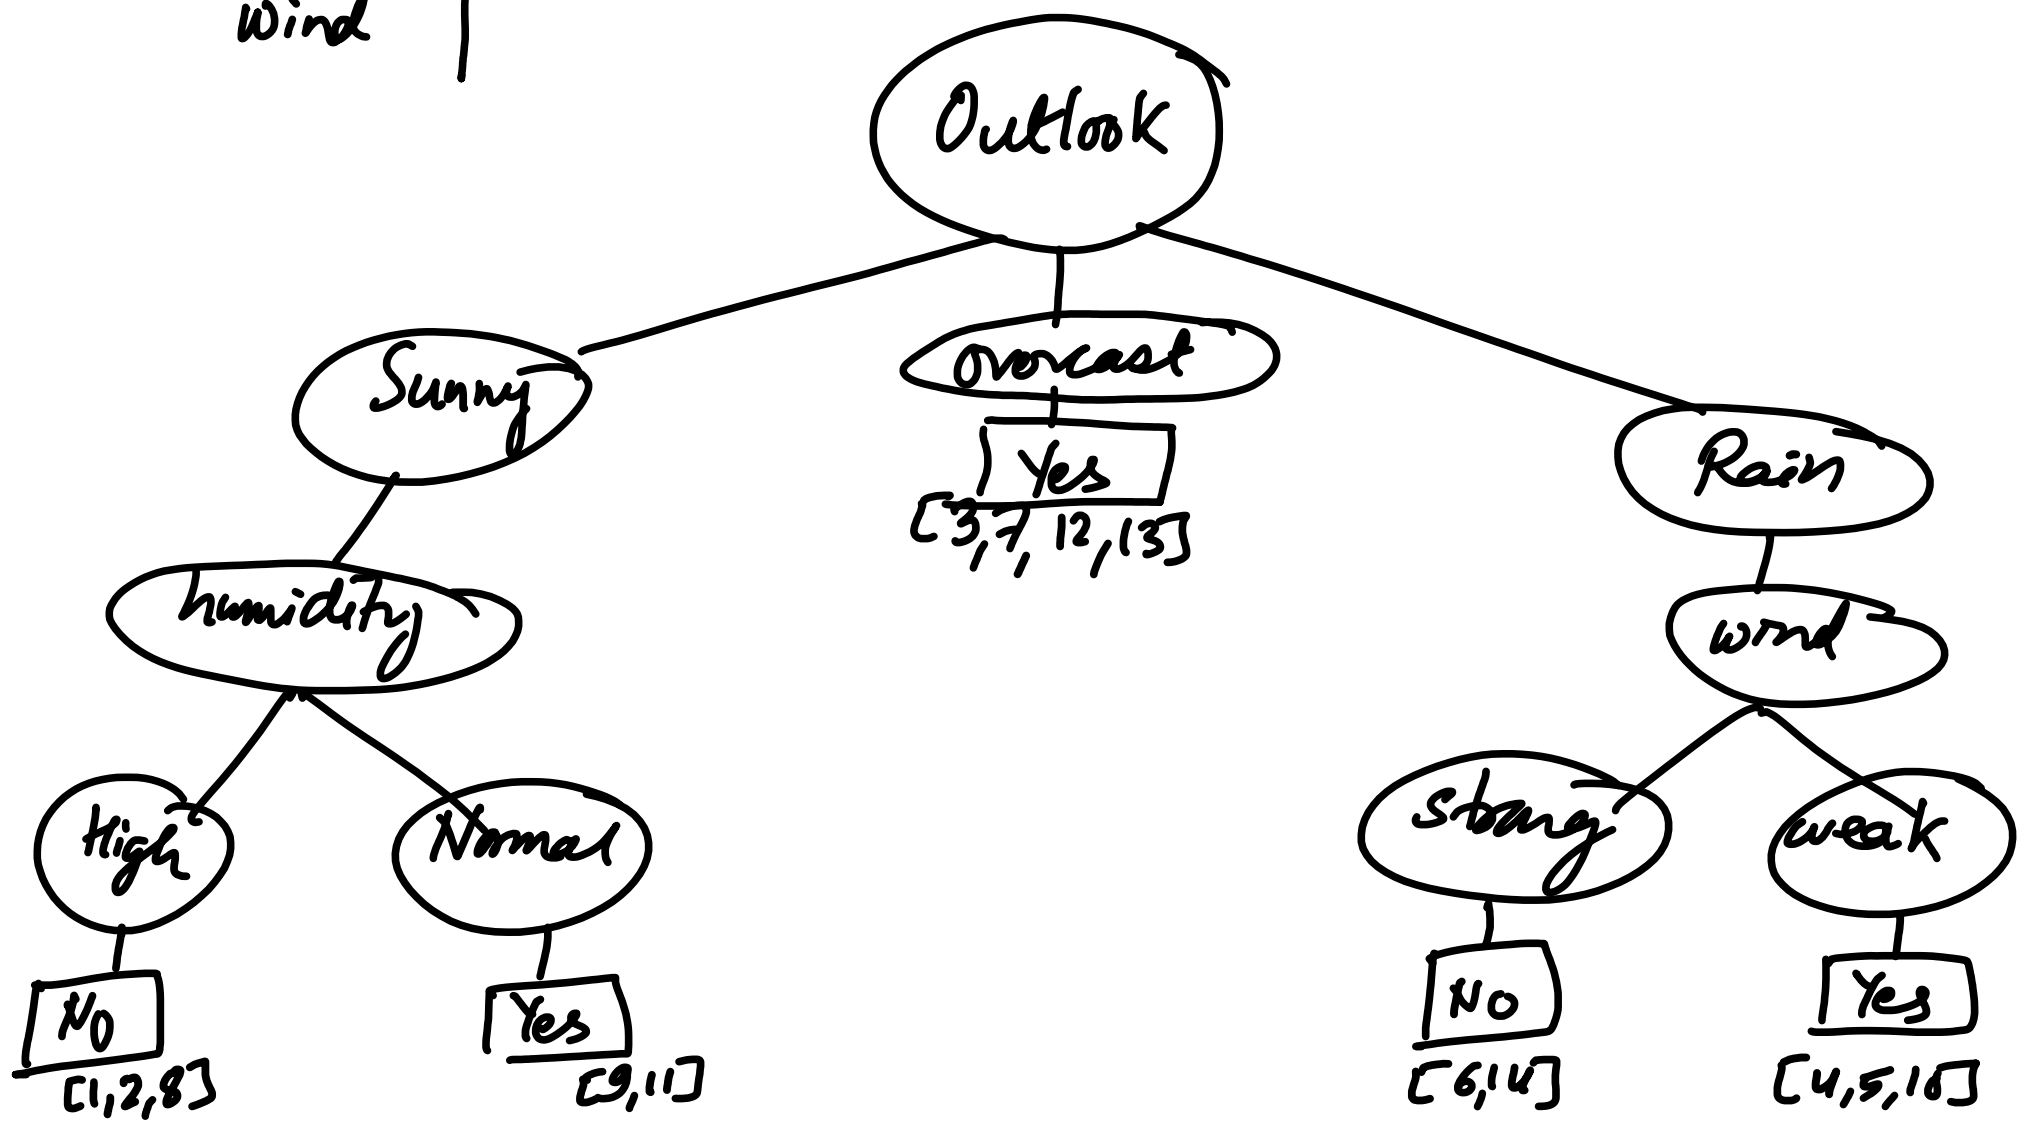 wind
Outlook
Sunny
overcast
Yes
[3,7,12,13]
Rain
humidity
wind
High
Normal
strong
weak
No
Yes
No
Yes
[1,2,8]
[9,11]
[6,14]
[4,5,10]